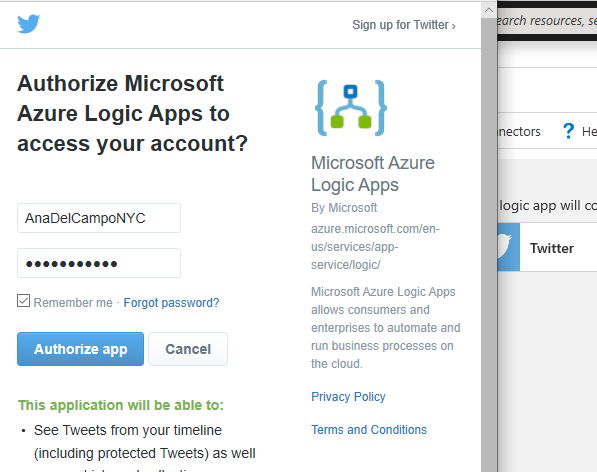 Sign up for Twitter ›
Authorize Microsoft
Azure Logic Apps to
access your account?
AnaDelCampoNYC
Remember me · Forgot password?
Authorize app
Cancel
This application will be able to:
• See Tweets from your timeline
(including protected Tweets) as well
Microsoft Azure
Logic Apps
By Microsoft
azure.microsoft.com/en-
us/services/app-
service/logic/
Microsoft Azure Logic Apps
allows consumers and
enterprises to automate and
run business processes on
the cloud.
Privacy Policy
Terms and Conditions
search resources, se
nnectors
? He
logic app will co
Twitter